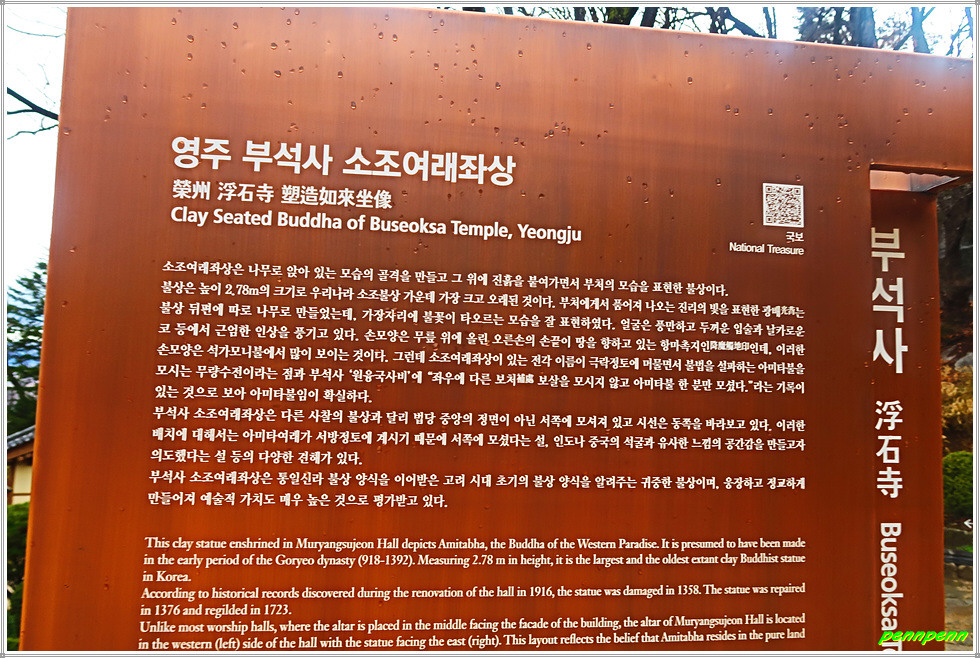 영주 부석사 소조여래좌상
榮州 浮石寺 塑造如來坐像
Clay Seated Buddha of Buseoksa Temple, Yeongju
국보
National Treasure
소조여래좌상은 나무로 앉아 있는 모습의 골격을 만들고 그 위에 진흙을 붙여가면서 부처의 모습을 표현한 불상이다.
불상은 높이 2.78m의 크기로 우리나라 소조불상 가운데 가장 크고 오래된 것이다. 부처에게서 품어져 나오는 진리의 빛을 표현한 광배光背는
불상 뒤편에 따로 나무로 만들었는데, 가장자리에 불꽃이 타오르는 모습을 잘 표현하였다. 얼굴은 풍만하고 두꺼운 입술과 날카로운
코 등에서 근엄한 인상을 풍기고 있다. 손모양은 무릎 위에 올린 오른손의 손끝이 땅을 향하고 있는 항마촉지인降魔觸地印인데, 이러한
손모양은 석가모니불에서 많이 보이는 것이다. 그런데 소조여래좌상이 있는 전각 이름이 극락정토에 머물면서 불법을 설파하는 아미타불을
모시는 무량수전이라는 점과 부석사 ‘원융국사비’에 “좌우에 다른 보처補處 보살을 모시지 않고 아미타불 한 분만 모셨다.”라는 기록이
있는 것으로 보아 아미타불임이 확실하다.
부석사 소조여래좌상은 다른 사찰의 불상과 달리 법당 중앙의 정면이 아닌 서쪽에 모셔져 있고 시선은 동쪽을 바라보고 있다. 이러한
배치에 대해서는 아미타여래가 서방정토에 계시기 때문에 서쪽에 모셨다는 설, 인도나 중국의 석굴과 유사한 느낌의 공간감을 만들고자
의도했다는 설 등의 다양한 견해가 있다.
부석사 소조여래좌상은 통일신라 불상 양식을 이어받은 고려 시대 초기의 불상 양식을 알려주는 귀중한 불상이며, 웅장하고 정교하게
만들어져 예술적 가치도 매우 높은 것으로 평가받고 있다.
This clay statue enshrined in Muryangsujeon Hall depicts Amitabha, the Buddha of the Western Paradise. It is presumed to have been made
in the early period of the Goryeo dynasty (918-1392). Measuring 2.78 m in height, it is the largest and the oldest extant clay Buddhist statue
in Korea.
According to historical records discovered during the renovation of the hall in 1916, the statue was damaged in 1358. The statue was repaired
in 1376 and regilded in 1723.
Unlike most worship halls, where the altar is placed in the middle facing the facade of the building, the altar of Muryangsujeon Hall is located
in the western (left) side of the hall with the statue facing the east (right). This layout reflects the belief that Amitabha resides in the pure land
부석사 浮石寺 Buseoksa
pennpenn